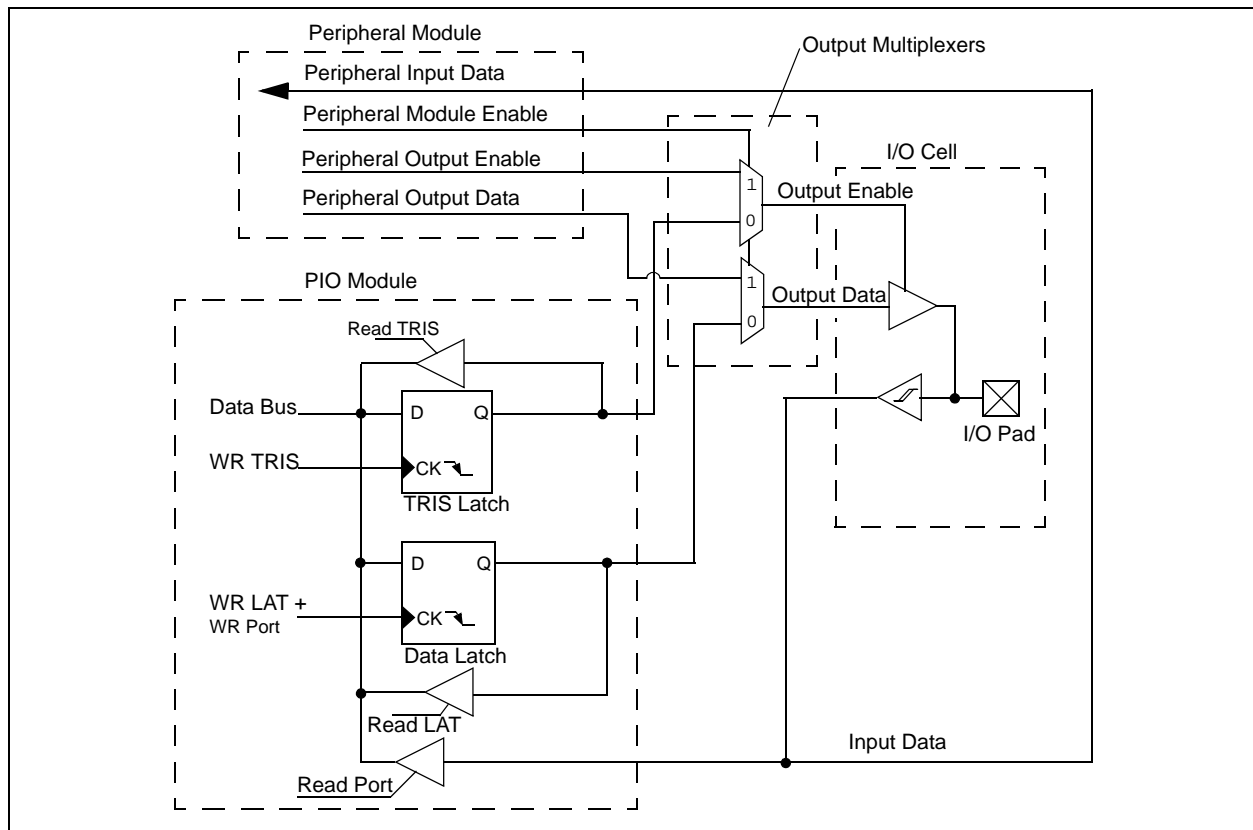 Peripheral Module
Output Multiplexers
Peripheral Input Data
Peripheral Module Enable
I/O Cell
Peripheral Output Enable
1
Output Enable
Peripheral Output Data
0
PIO Module
1
Output Data
0
Read TRIS
Data Bus
D
Q
I/O Pad
WR TRIS
CK
TRIS Latch
D
Q
WR LAT +
WR Port
CK
Data Latch
Read LAT
Input Data
Read Port